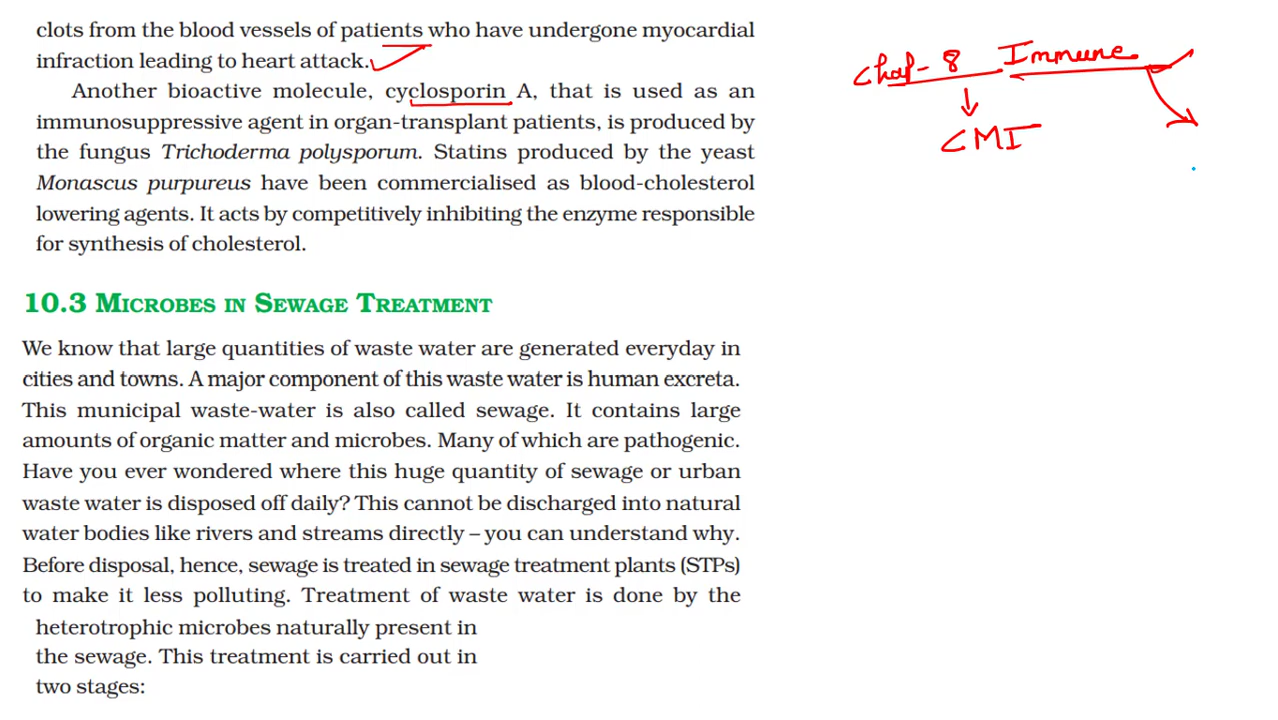 clots from the blood vessels of patients who have undergone myocardial
infraction leading to heart attack.
Another bioactive molecule, cyclosporin A, that is used as an
immunosuppressive agent in organ-transplant patients, is produced by
the fungus Trichoderma polysporum. Statins produced by the yeast
Monascus purpureus have been commercialised as blood-cholesterol
lowering agents. It acts by competitively inhibiting the enzyme responsible
for synthesis of cholesterol.
10.3 MICROBES IN SEWAGE TREATMENT
We know that large quantities of waste water are generated everyday in
cities and towns. A major component of this waste water is human excreta.
This municipal waste-water is also called sewage. It contains large
amounts of organic matter and microbes. Many of which are pathogenic.
Have you ever wondered where this huge quantity of sewage or urban
waste water is disposed off daily? This cannot be discharged into natural
water bodies like rivers and streams directly – you can understand why.
Before disposal, hence, sewage is treated in sewage treatment plants (STPs)
to make it less polluting. Treatment of waste water is done by the
heterotrophic microbes naturally present in
the sewage. This treatment is carried out in
two stages:
Chap - 8 Immune
CMI